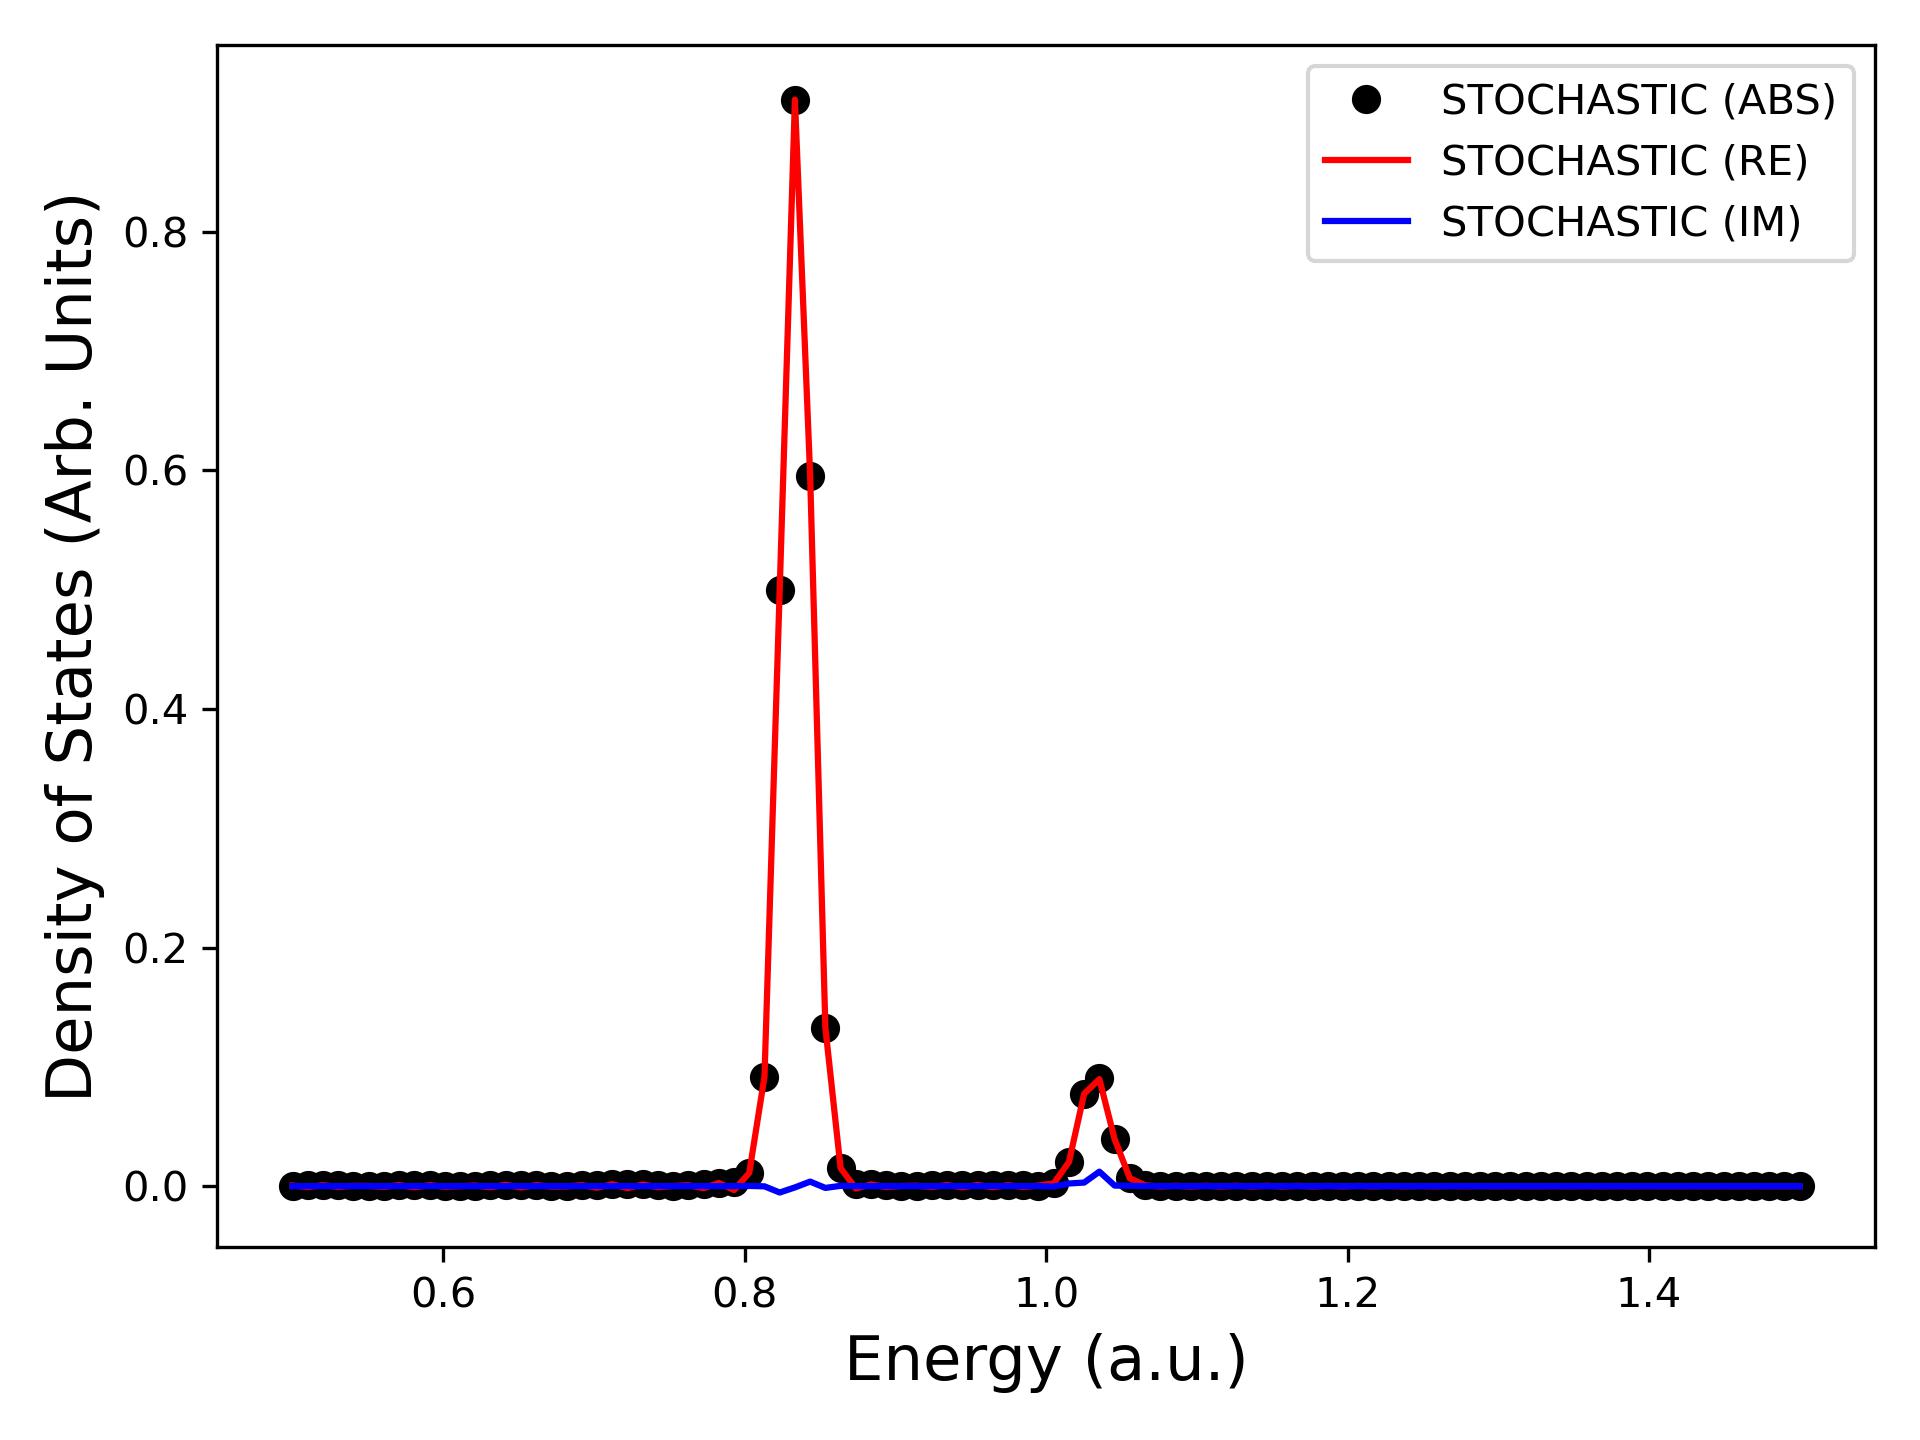 STOCHASTIC (ABS)
STOCHASTIC (RE)
STOCHASTIC (IM)
Density of States (Arb. Units)
0.8
0.6
0.4
0.2
0.0
0.6 0.8 1.0 1.2 1.4
Energy (a.u.)